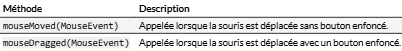 Méthode Description
mouseMoved(MouseEvent) Appelée lorsque la souris est déplacée sans bouton enfoncé.
mouseDragged(MouseEvent) Appelée lorsque la souris est déplacée avec un bouton enfoncé.